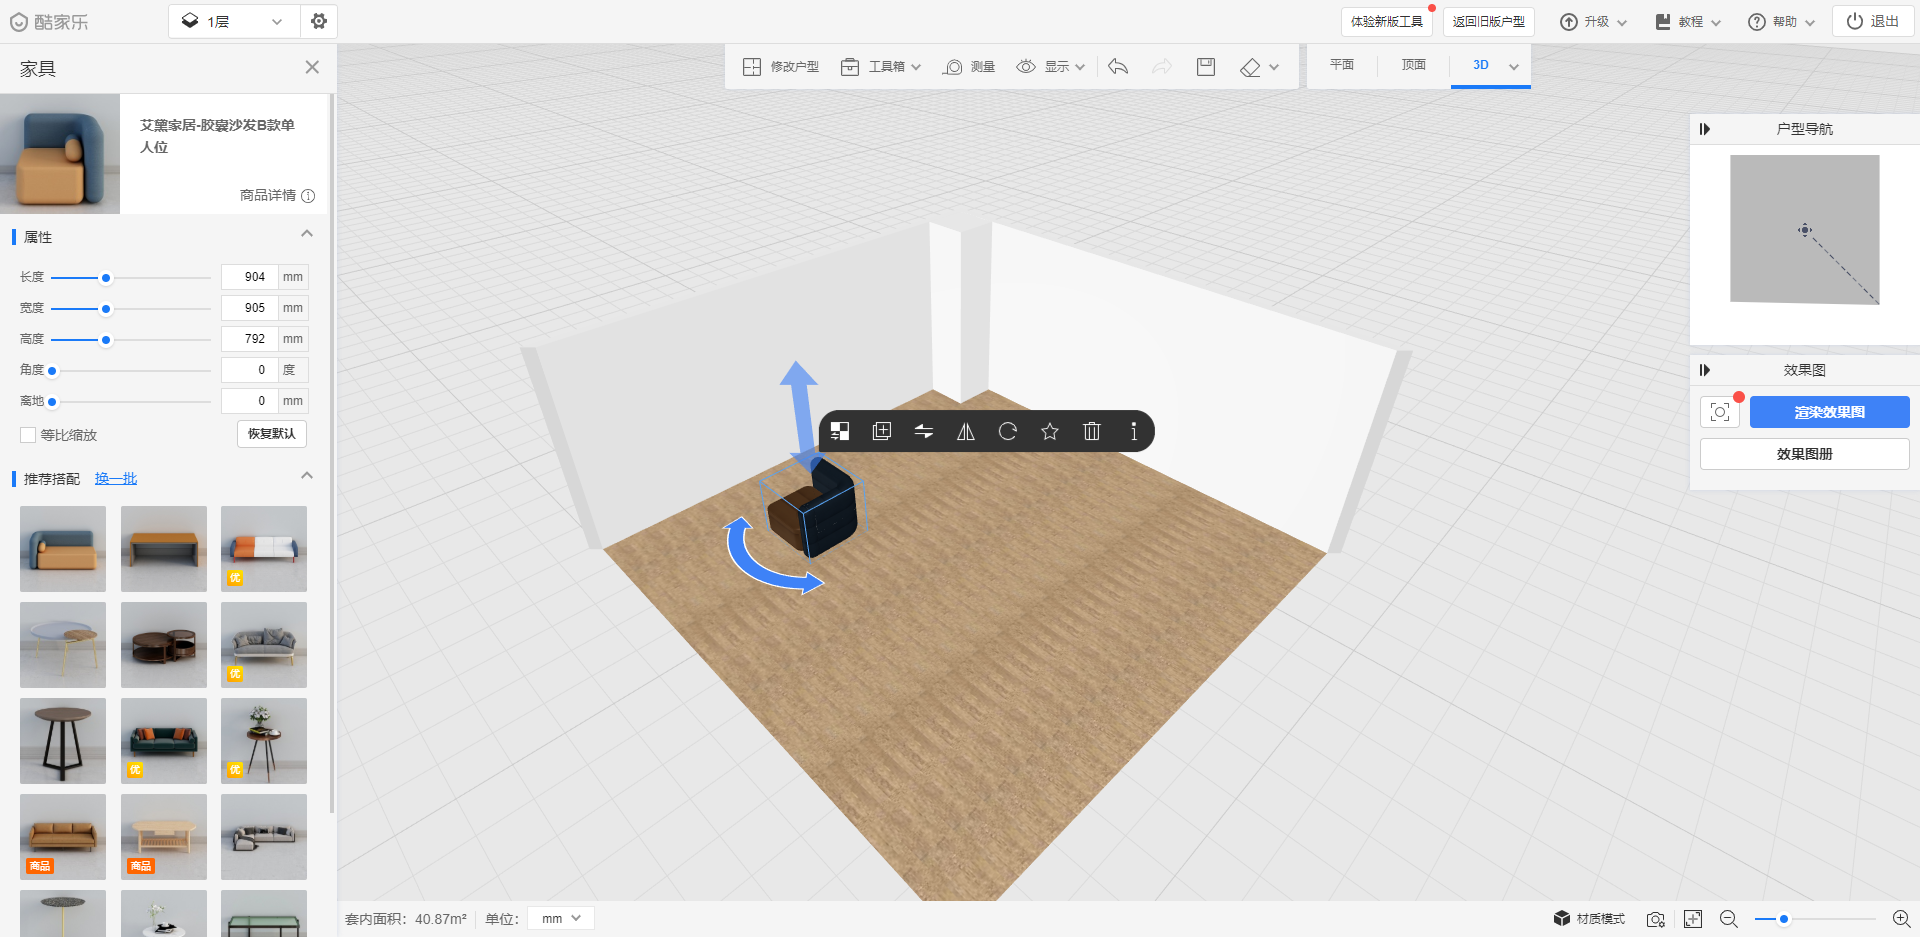 酷家乐
1层
体验新版工具
返回旧版户型
升级
教程
帮助
退出
家具
修改户型
工具箱
测量
显示
平面
顶面
3D
艾黛家居-胶囊沙发B款单
人位
商品详情
户型导航
属性
长度 904 mm
宽度 905 mm
高度 792 mm
角度 0 度
离地 0 mm
等比缩放
恢复默认
效果图
渲染效果图
效果图册
推荐搭配 换一批
优
优
优
优
商品
商品
套内面积: 40.87m²
单位:
mm
材质模式